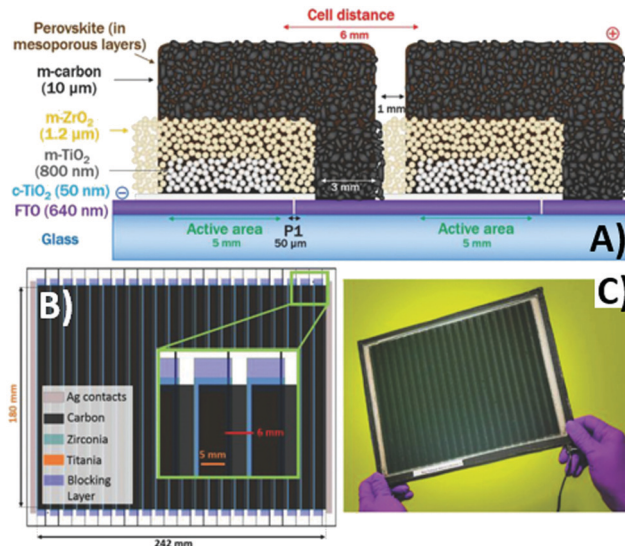 Cell distance
6 mm
Perovskite (in
mesoporous layers)
m-carbon
(10 µm)
1 mm
m-ZrO2
(1.2 µm)
m-TiO2
(800 nm)
c-TiO2 (50 nm)
3 mm
FTO (640 nm)
Active area
5 mm
P1
50 µm
Active area
5 mm
Glass
A)
B)
C)
180 mm
Ag contacts
Carbon
Zirconia
Titania
Blocking
Layer
6 mm
5 mm
242 mm